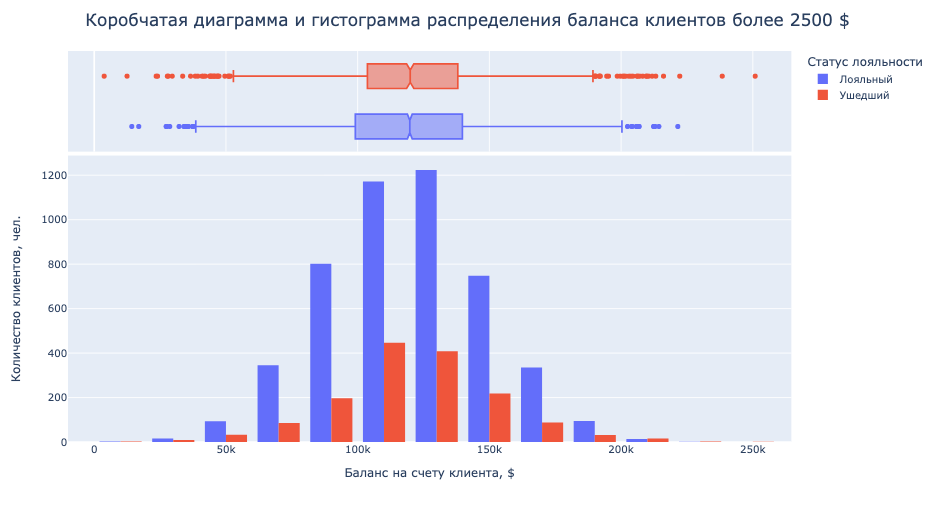 Коробчатая диаграмма и гистограмма распределения баланса клиентов более 2500 $
Статус лояльности
Лояльный
Ушедший
1200
1000
800
600
400
200
0
Количество клиентов, чел.
0
50k
100k
150k
200k
250k
Баланс на счету клиента, $